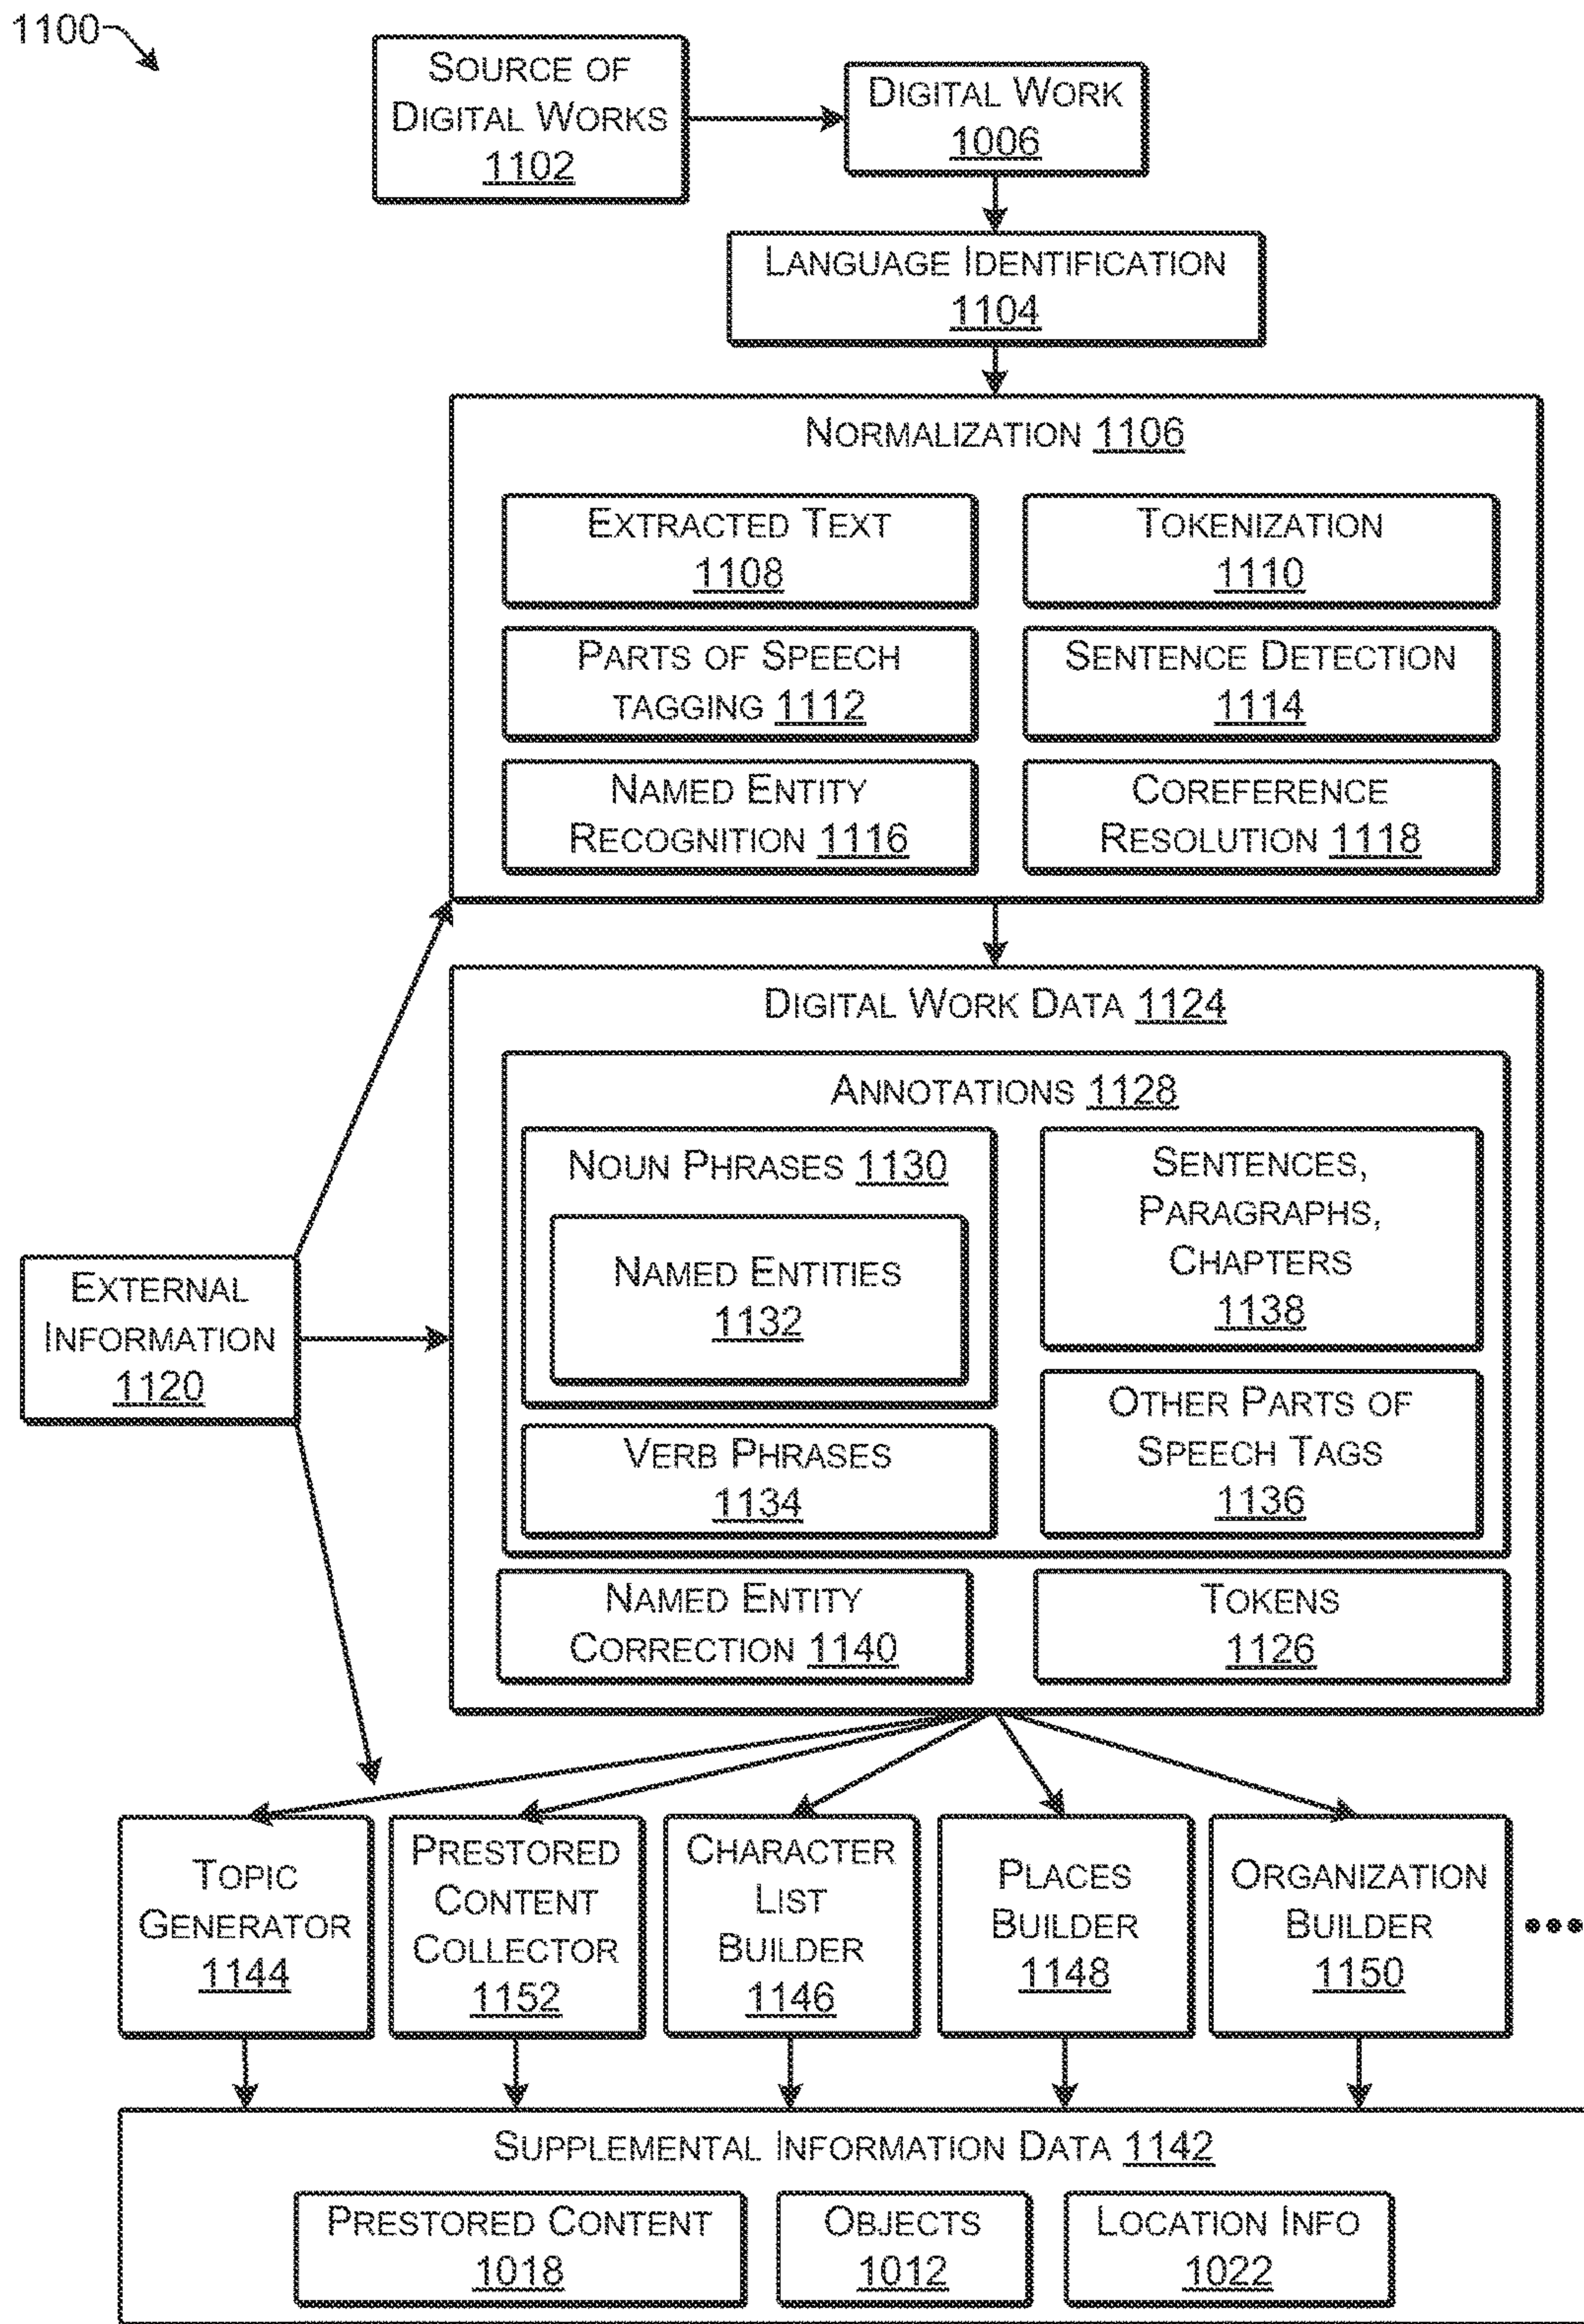 1100
SOURCE OF
DIGITAL WORKS
1102
DIGITAL WORK
1006
LANGUAGE IDENTIFICATION
1104
NORMALIZATION 1106
EXTRACTED TEXT
1108
TOKENIZATION
1110
PARTS OF SPEECH
TAGGING 1112
SENTENCE DETECTION
1114
NAMED ENTITY
RECOGNITION 1116
COREFERENCE
RESOLUTION 1118
EXTERNAL
INFORMATION
1120
DIGITAL WORK DATA 1124
ANNOTATIONS 1128
NOUN PHRASES 1130
NAMED ENTITIES
1132
SENTENCES,
PARAGRAPHS,
CHAPTERS
1138
VERB PHRASES
1134
OTHER PARTS OF
SPEECH TAGS
1136
NAMED ENTITY
CORRECTION 1140
TOKENS
1126
TOPIC
GENERATOR
1144
PRESTORED
CONTENT
COLLECTOR
1152
CHARACTER
LIST
BUILDER
1146
PLACES
BUILDER
1148
ORGANIZATION
BUILDER
1150
•••
SUPPLEMENTAL INFORMATION DATA 1142
PRESTORED CONTENT
1018
OBJECTS
1012
LOCATION INFO
1022